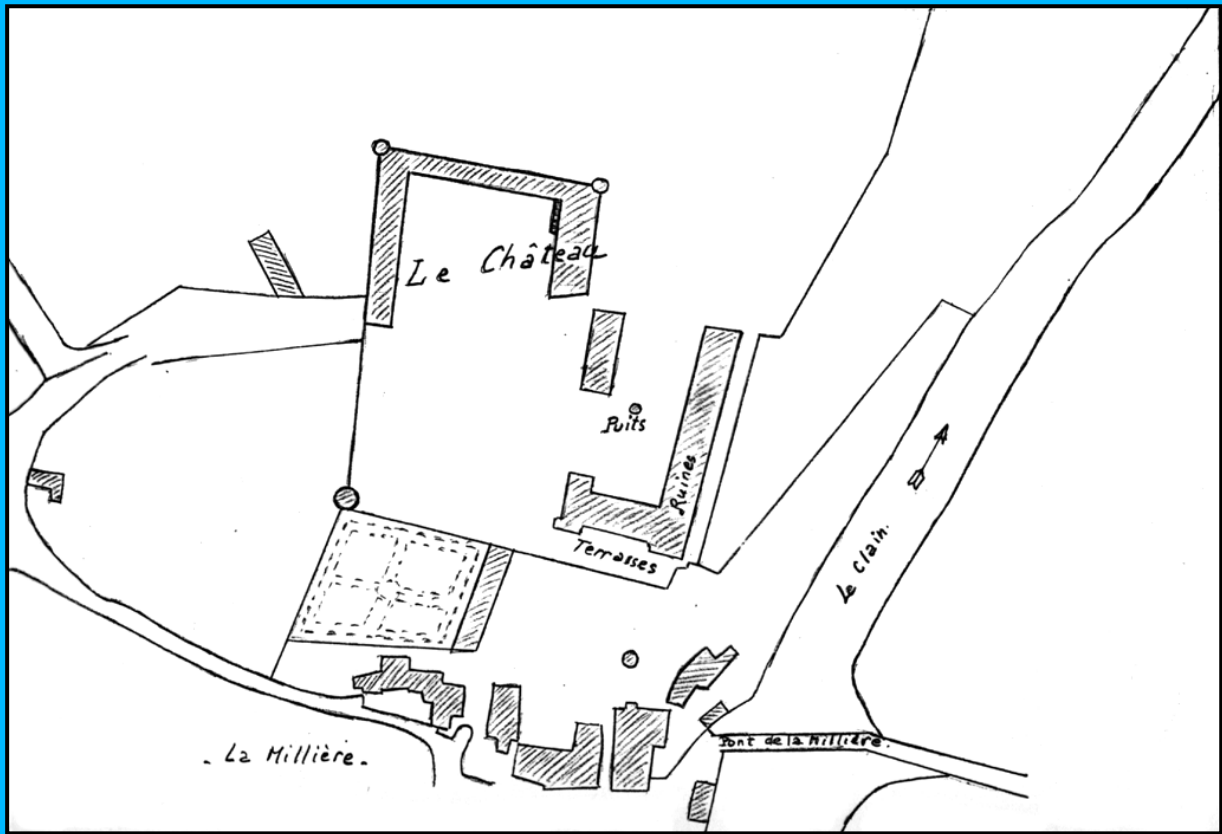 Le Château
Puits
Ruines
Terrasses
Le Clain.
Pont de la Millière.
- La Millière -